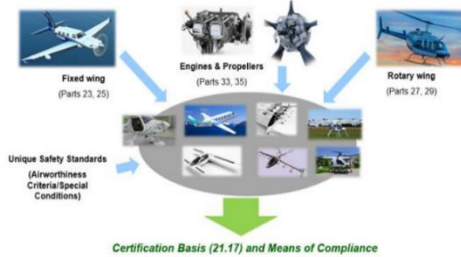 Fixed wing
(Parts 23, 25)
Engines & Propellers
(Parts 33, 35)
Rotary wing
(Parts 27, 29)
Unique Safety Standards
(Airworthiness
Criteria/Special
Conditions)
Certification Basis (21.17) and Means of Compliance